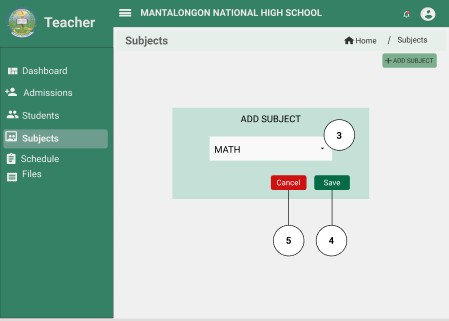 Teacher
MANTALONGON NATIONAL HIGH SCHOOL
Subjects
Home / Subjects
+ ADD SUBJECT
Dashboard
Admissions
Students
Subjects
Schedule
Files
ADD SUBJECT
MATH
3
Cancel
Save
5
4